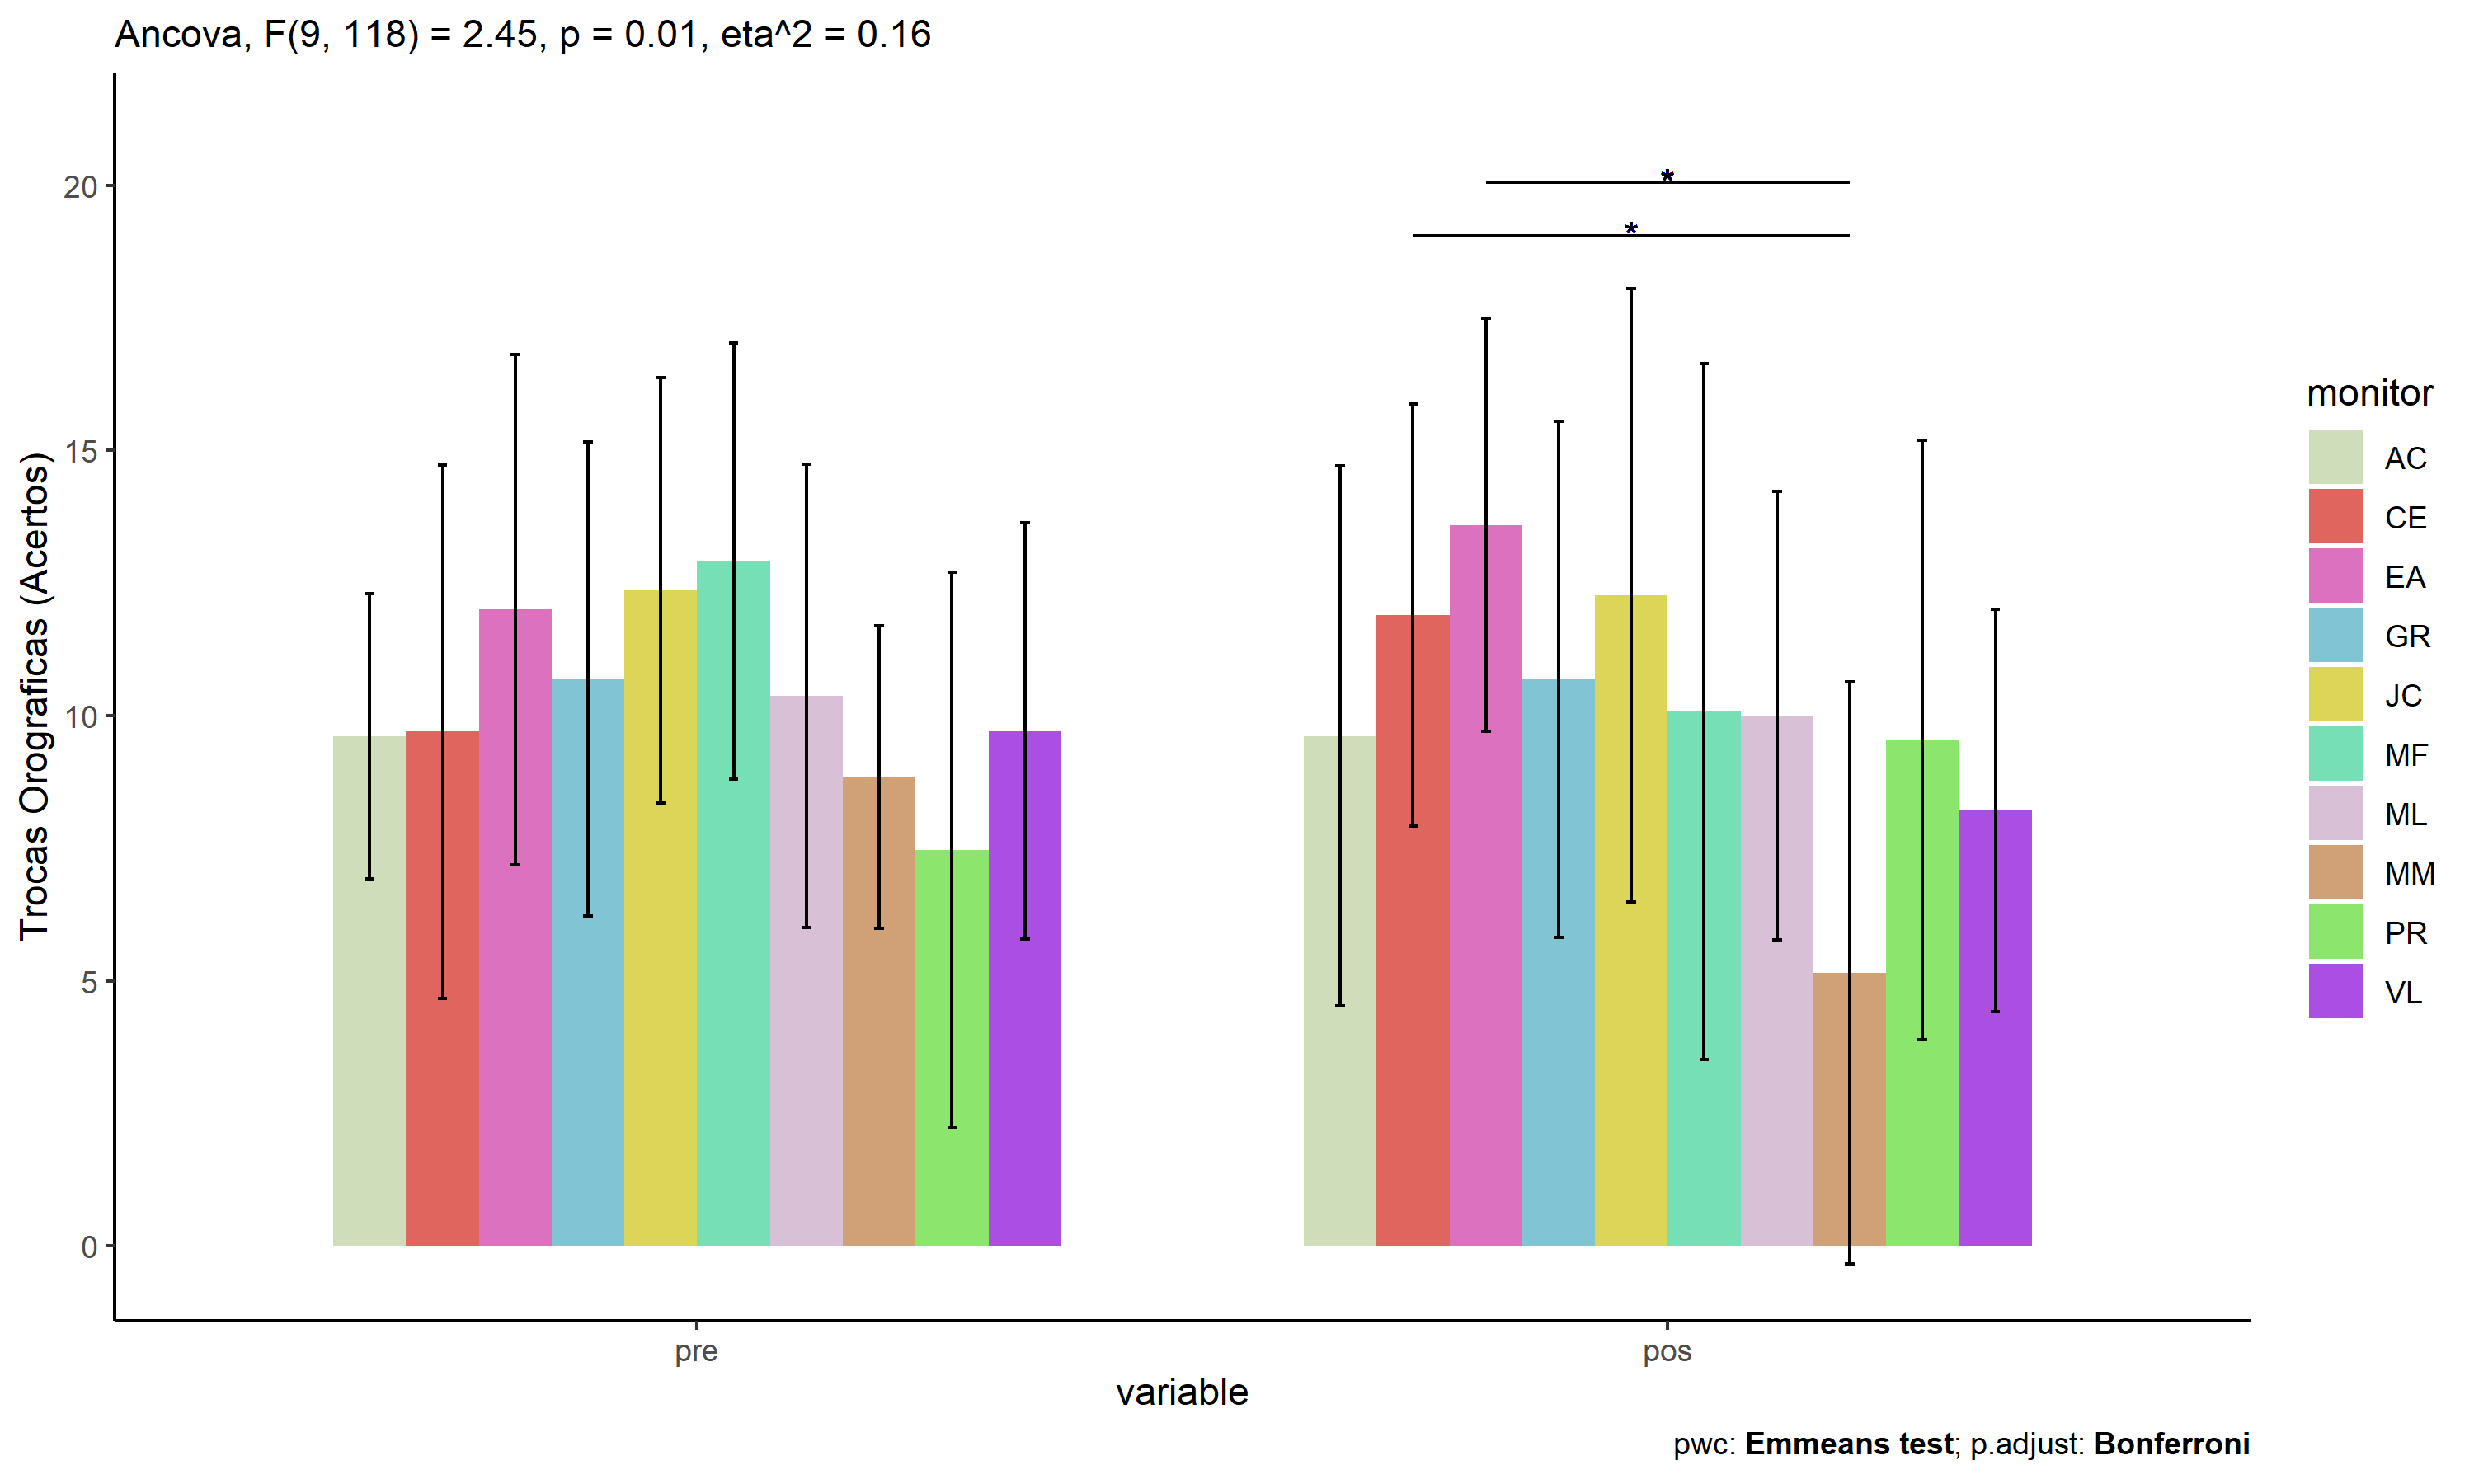 Ancova, F(9, 118) = 2.45, p = 0.01, eta^2 = 0.16
Trocas Orograficas (Acertos)
20
15
10
5
0
*
*
pre
pos
variable
monitor
AC
CE
EA
GR
JC
MF
ML
MM
PR
VL
pwc: Emmeans test; p.adjust: Bonferroni